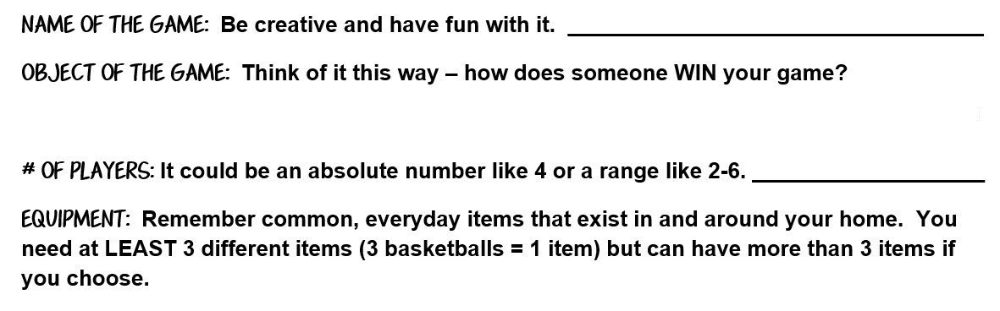 NAME OF THE GAME: Be creative and have fun with it. ____________________
OBJECT OF THE GAME: Think of it this way – how does someone WIN your game?
# OF PLAYERS: It could be an absolute number like 4 or a range like 2-6. ____________________
EQUIPMENT: Remember common, everyday items that exist in and around your home. You
need at LEAST 3 different items (3 basketballs = 1 item) but can have more than 3 items if
you choose.